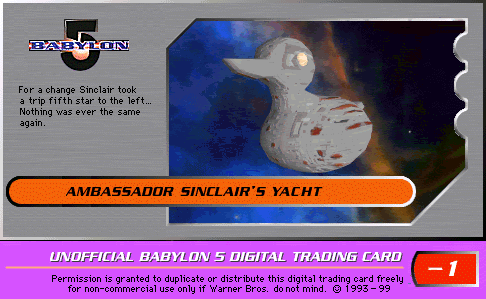 BABYLON
5
For a change Sinclair took
a trip fifth star to the left...
Nothing was ever the same
again.
AMBASSADOR SINCLAIR'S YACHT
UNOFFICIAL BABYLON 5 DIGITAL TRADING CARD
-1
Permission is granted to duplicate or distribute this digital trading card freely
for non-commercial use only if Warner Bros. do not mind. © 1993-99